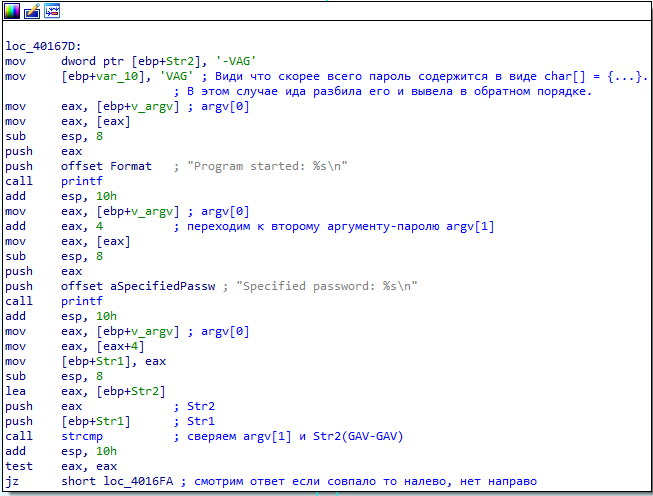 loc_40167D:
mov     dword ptr [ebp+Str2], '-VAG'
mov     [ebp+var_10], 'VAG' ; Види что скорее всего пароль содержится в виде char[] = {...}.
; В этом случае ида разбила его и вывела в обратном порядке.
mov     eax, [ebp+v_argv] ; argv[0]
mov     eax, [eax]
sub     esp, 8
push    eax
push    offset Format   ; "Program started: %s\n"
call    printf
add     esp, 10h
mov     eax, [ebp+v_argv] ; argv[0]
add     eax, 4          ; переходим к второму аргументу-паролю argv[1]
mov     eax, [eax]
sub     esp, 8
push    eax
push    offset aSpecifiedPassw ; "Specified password: %s\n"
call    printf
add     esp, 10h
mov     eax, [ebp+v_argv] ; argv[0]
mov     eax, [eax+4]
mov     [ebp+Str1], eax
sub     esp, 8
lea     eax, [ebp+Str2]
push    eax             ; Str2
push    [ebp+Str1]      ; Str1
call    strcmp          ; сверяем argv[1] и Str2(GAV-GAV)
add     esp, 10h
test    eax, eax
jz      short loc_4016FA ; смотрим ответ если совпало то налево, нет направо